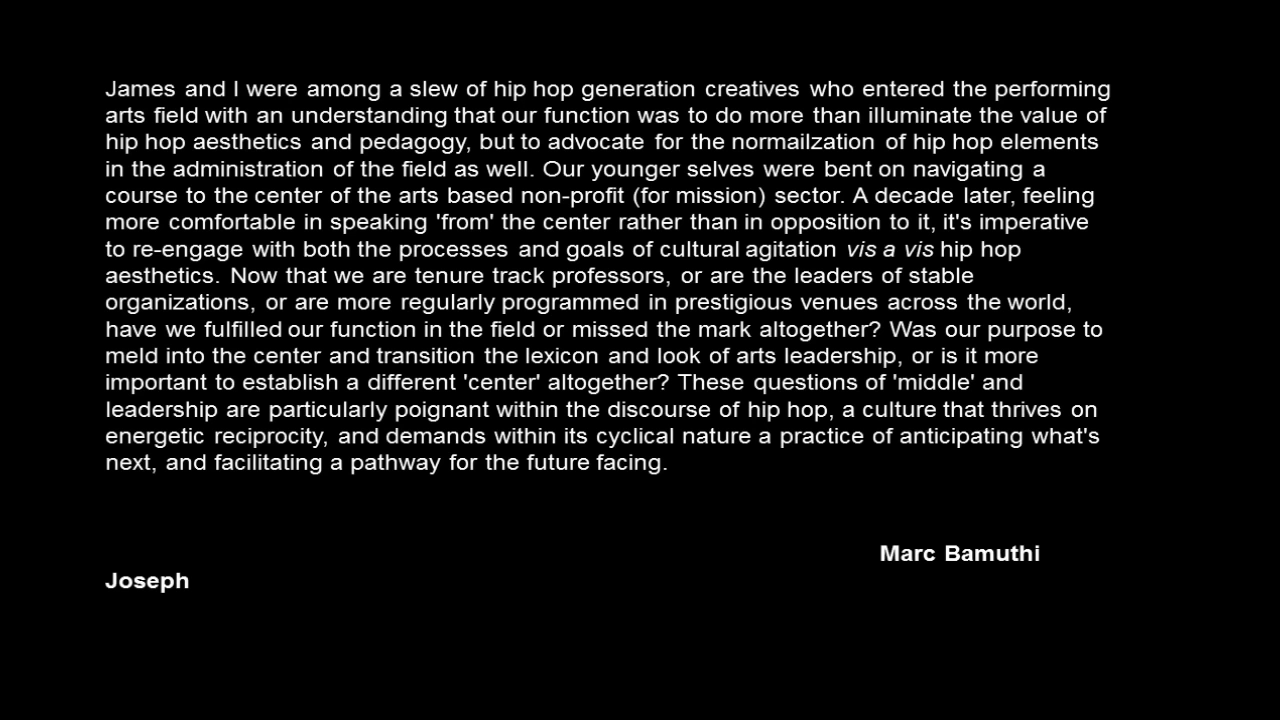 James and I were among a slew of hip hop generation creatives who entered the performing
arts field with an understanding that our function was to do more than illuminate the value of
hip hop aesthetics and pedagogy, but to advocate for the normailzation of hip hop elements
in the administration of the field as well. Our younger selves were bent on navigating a
course to the center of the arts based non-profit (for mission) sector. A decade later, feeling
more comfortable in speaking 'from' the center rather than in opposition to it, it's imperative
to re-engage with both the processes and goals of cultural agitation vis a vis hip hop
aesthetics. Now that we are tenure track professors, or are the leaders of stable
organizations, or are more regularly programmed in prestigious venues across the world,
have we fulfilled our function in the field or missed the mark altogether? Was our purpose to
meld into the center and transition the lexicon and look of arts leadership, or is it more
important to establish a different 'center' altogether? These questions of 'middle' and
leadership are particularly poignant within the discourse of hip hop, a culture that thrives on
energetic reciprocity, and demands within its cyclical nature a practice of anticipating what's
next, and facilitating a pathway for the future facing.
Marc Bamuthi
Joseph